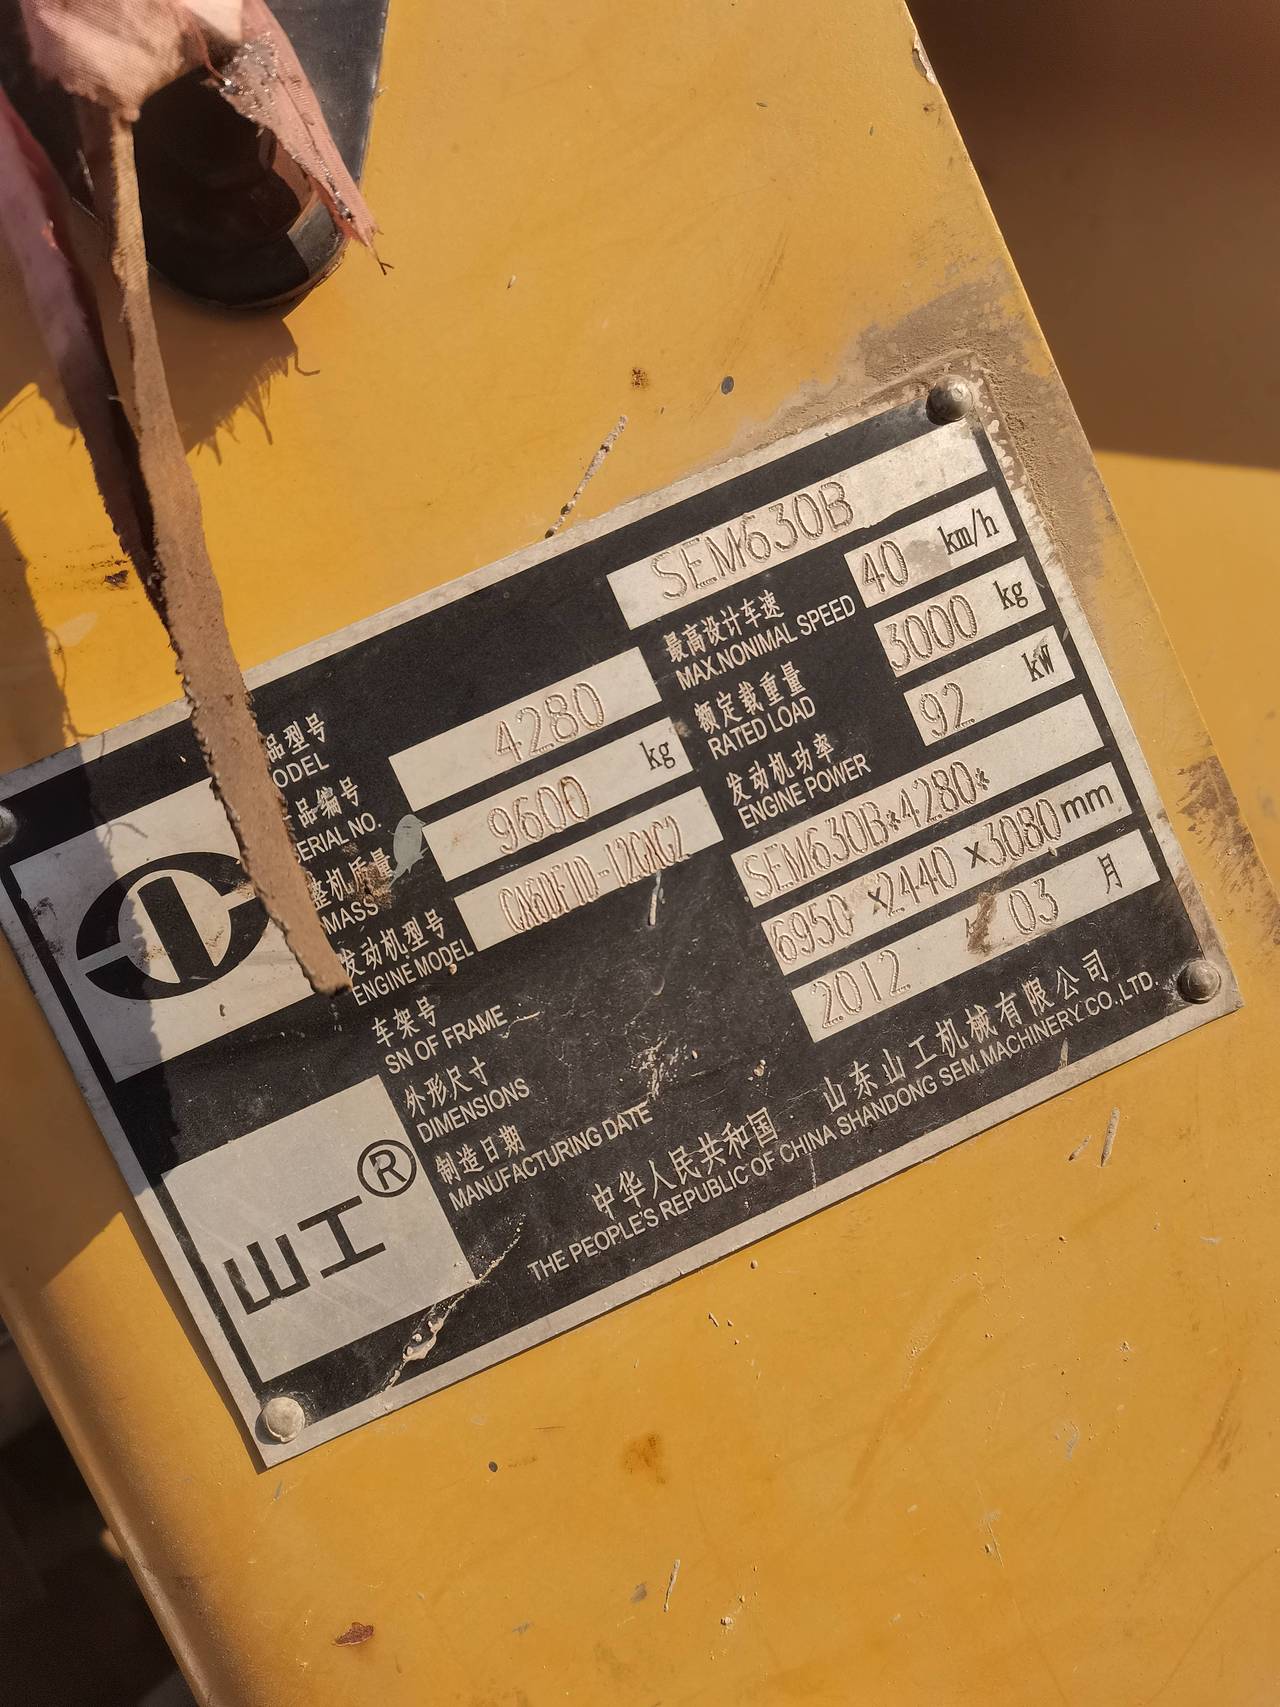 SEM630B
品型号
ODEL
品编号
ERIAL NO.
4280
最高设计车速
MAX.NONIMAL SPEED
40 km/h
整机质量
MASS
9600 kg
额定载重量
RATED LOAD
3000 kg
发动机型号
ENGINE MODEL
发动机功率
ENGINE POWER
92 kW
车架号
SN OF FRAME
SEM630B*4280*
外形尺寸
DIMENSIONS
6950 ×2440 ×3080mm
制造日期
MANUFACTURING DATE
2012 03 月
中华人民共和国 山东山工机械有限公司
THE PEOPLE'S REPUBLIC OF CHINA SHANDONG SEM MACHINERY CO.,LTD.
山工®